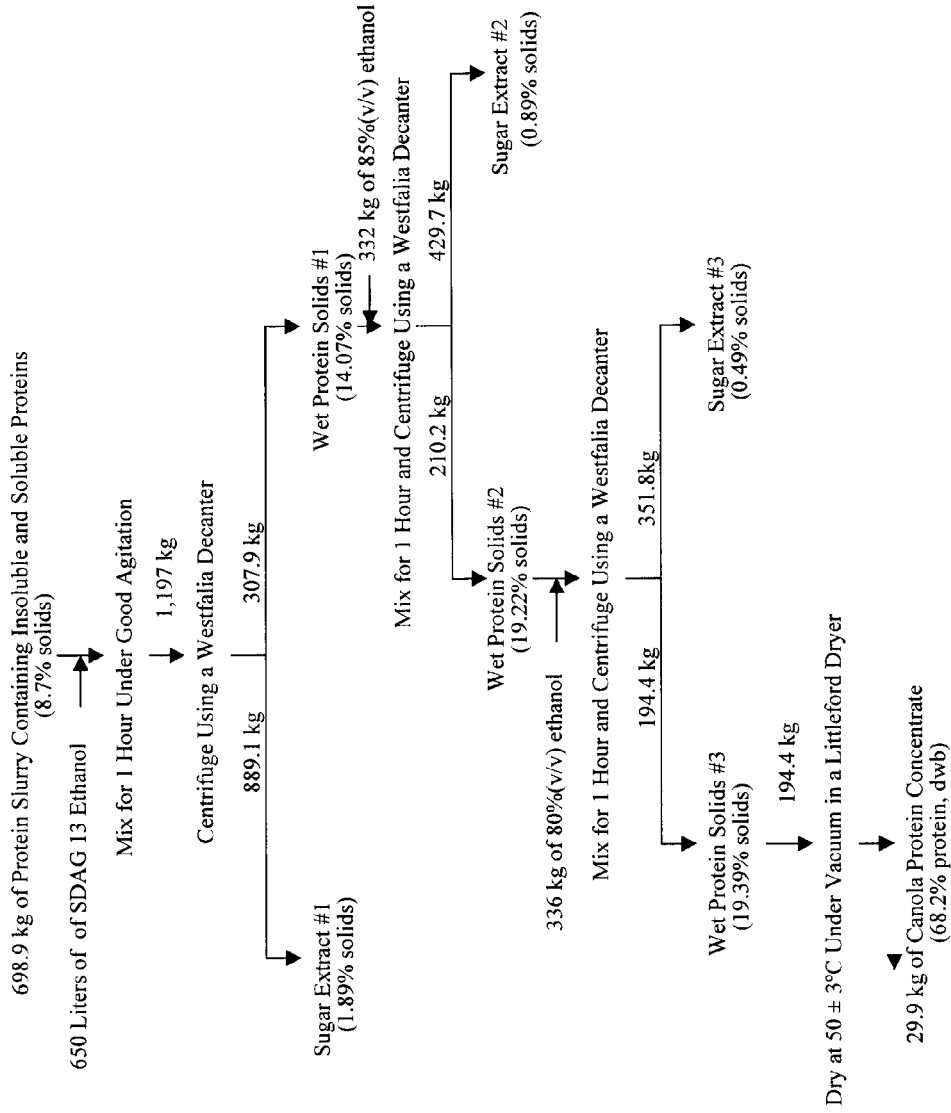 698.9 kg of Protein Slurry Containing Insoluble and Soluble Proteins
(8.7% solids)
650 Liters of of SDAG 13 Ethanol
Mix for 1 Hour Under Good Agitation
1,197 kg
Centrifuge Using a Westfalia Decanter
889.1 kg
307.9 kg
Sugar Extract #1
(1.89% solids)
Wet Protein Solids #1
(14.07% solids)
332 kg of 85%(v/v) ethanol
Mix for 1 Hour and Centrifuge Using a Westfalia Decanter
210.2 kg
429.7 kg
Wet Protein Solids #2
(19.22% solids)
Sugar Extract #2
(0.89% solids)
336 kg of 80%(v/v) ethanol
Mix for 1 Hour and Centrifuge Using a Westfalia Decanter
194.4 kg
351.8kg
Wet Protein Solids #3
(19.39% solids)
Sugar Extract #3
(0.49% solids)
194.4 kg
Dry at 50 ± 3ºC Under Vacuum in a Littleford Dryer
29.9 kg of Canola Protein Concentrate
(68.2% protein, dwb)